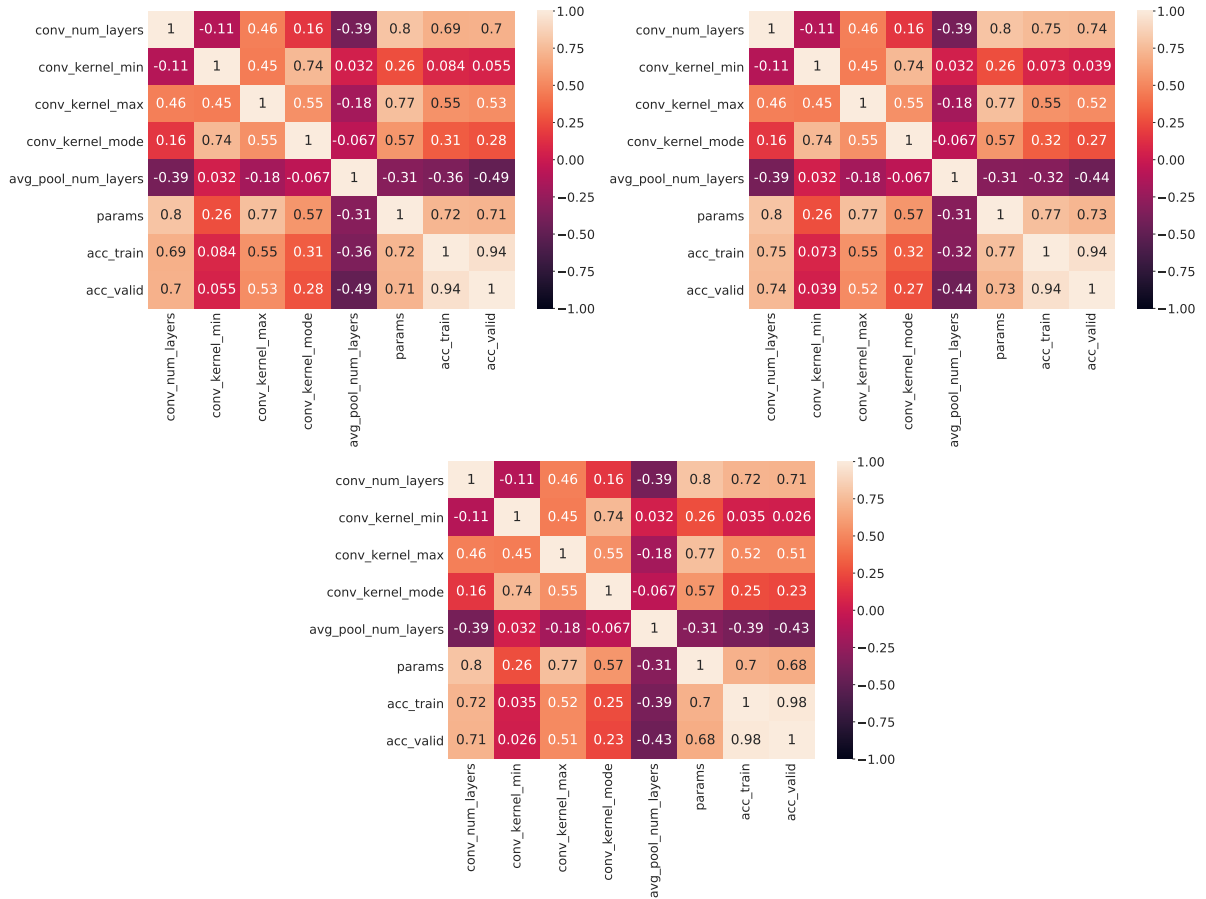 conv_num_layers 1 -0.11 0.46 0.16 -0.39 0.8 0.69 0.7
conv_kernel_min -0.11 1 0.45 0.74 0.032 0.26 0.084 0.055
conv_kernel_max 0.46 0.45 1 0.55 -0.18 0.77 0.55 0.53
conv_kernel_mode 0.16 0.74 0.55 1 -0.067 0.57 0.31 0.28
avg_pool_num_layers -0.39 0.032 -0.18 -0.067 1 -0.31 -0.36 -0.49
params 0.8 0.26 0.77 0.57 -0.31 1 0.72 0.71
acc_train 0.69 0.084 0.55 0.31 -0.36 0.72 1 0.94
acc_valid 0.7 0.055 0.53 0.28 -0.49 0.71 0.94 1
conv_num_layers
conv_kernel_min
conv_kernel_max
conv_kernel_mode
avg_pool_num_layers
params
acc_train
acc_valid
1.00
0.75
0.50
0.25
0.00
−0.25
−0.50
−0.75
−1.00
conv_num_layers 1 -0.11 0.46 0.16 -0.39 0.8 0.75 0.74
conv_kernel_min -0.11 1 0.45 0.74 0.032 0.26 0.073 0.039
conv_kernel_max 0.46 0.45 1 0.55 -0.18 0.77 0.55 0.52
conv_kernel_mode 0.16 0.74 0.55 1 -0.067 0.57 0.32 0.27
avg_pool_num_layers -0.39 0.032 -0.18 -0.067 1 -0.31 -0.32 -0.44
params 0.8 0.26 0.77 0.57 -0.31 1 0.77 0.73
acc_train 0.75 0.073 0.55 0.32 -0.32 0.77 1 0.94
acc_valid 0.74 0.039 0.52 0.27 -0.44 0.73 0.94 1
conv_num_layers
conv_kernel_min
conv_kernel_max
conv_kernel_mode
avg_pool_num_layers
params
acc_train
acc_valid
1.00
0.75
0.50
0.25
0.00
−0.25
−0.50
−0.75
−1.00
conv_num_layers 1 -0.11 0.46 0.16 -0.39 0.8 0.72 0.71
conv_kernel_min -0.11 1 0.45 0.74 0.032 0.26 0.035 0.026
conv_kernel_max 0.46 0.45 1 0.55 -0.18 0.77 0.52 0.51
conv_kernel_mode 0.16 0.74 0.55 1 -0.067 0.57 0.25 0.23
avg_pool_num_layers -0.39 0.032 -0.18 -0.067 1 -0.31 -0.39 -0.43
params 0.8 0.26 0.77 0.57 -0.31 1 0.7 0.68
acc_train 0.72 0.035 0.52 0.25 -0.39 0.7 1 0.98
acc_valid 0.71 0.026 0.51 0.23 -0.43 0.68 0.98 1
conv_num_layers
conv_kernel_min
conv_kernel_max
conv_kernel_mode
avg_pool_num_layers
params
acc_train
acc_valid
1.00
0.75
0.50
0.25
0.00
−0.25
−0.50
−0.75
−1.00